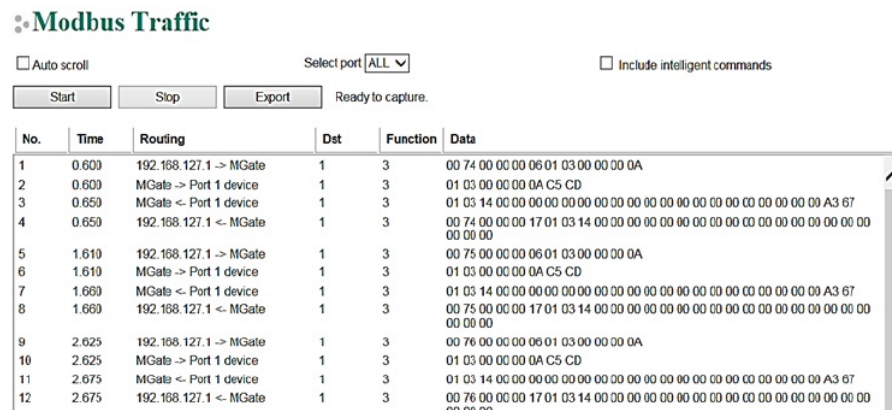 Modbus Traffic
Auto scroll Select port ALL Include intelligent commands
Start Stop Export Ready to capture.
No. Time Routing Dst Function Data
1 0.600 192.168.127.1 -> MGate 1 3 00 74 00 00 00 06 01 03 00 00 00 0A
2 0.600 MGate -> Port 1 device 1 3 01 03 00 00 00 0A C5 CD
3 0.650 MGate <- Port 1 device 1 3 01 03 14 00 00 00 00 00 00 00 00 00 00 00 00 00 00 00 00 00 00 00 00 A3 67
4 0.650 192.168.127.1 <- MGate 1 3 00 74 00 00 00 17 01 03 14 00 00 00 00 00 00 00 00 00 00 00 00 00 00 00 00 00
00 00 00
5 1.610 192.168.127.1 -> MGate 1 3 00 75 00 00 00 06 01 03 00 00 00 0A
6 1.610 MGate -> Port 1 device 1 3 01 03 00 00 00 0A C5 CD
7 1.660 MGate <- Port 1 device 1 3 01 03 14 00 00 00 00 00 00 00 00 00 00 00 00 00 00 00 00 00 00 00 00 A3 67
8 1.660 192.168.127.1 <- MGate 1 3 00 75 00 00 00 17 01 03 14 00 00 00 00 00 00 00 00 00 00 00 00 00 00 00 00 00
00 00 00
9 2.625 192.168.127.1 -> MGate 1 3 00 76 00 00 00 06 01 03 00 00 00 0A
10 2.625 MGate -> Port 1 device 1 3 01 03 00 00 00 0A C5 CD
11 2.675 MGate <- Port 1 device 1 3 01 03 14 00 00 00 00 00 00 00 00 00 00 00 00 00 00 00 00 00 00 00 00 A3 67
12 2.675 192.168.127.1 <- MGate 1 3 00 76 00 00 00 17 01 03 14 00 00 00 00 00 00 00 00 00 00 00 00 00 00 00 00 00